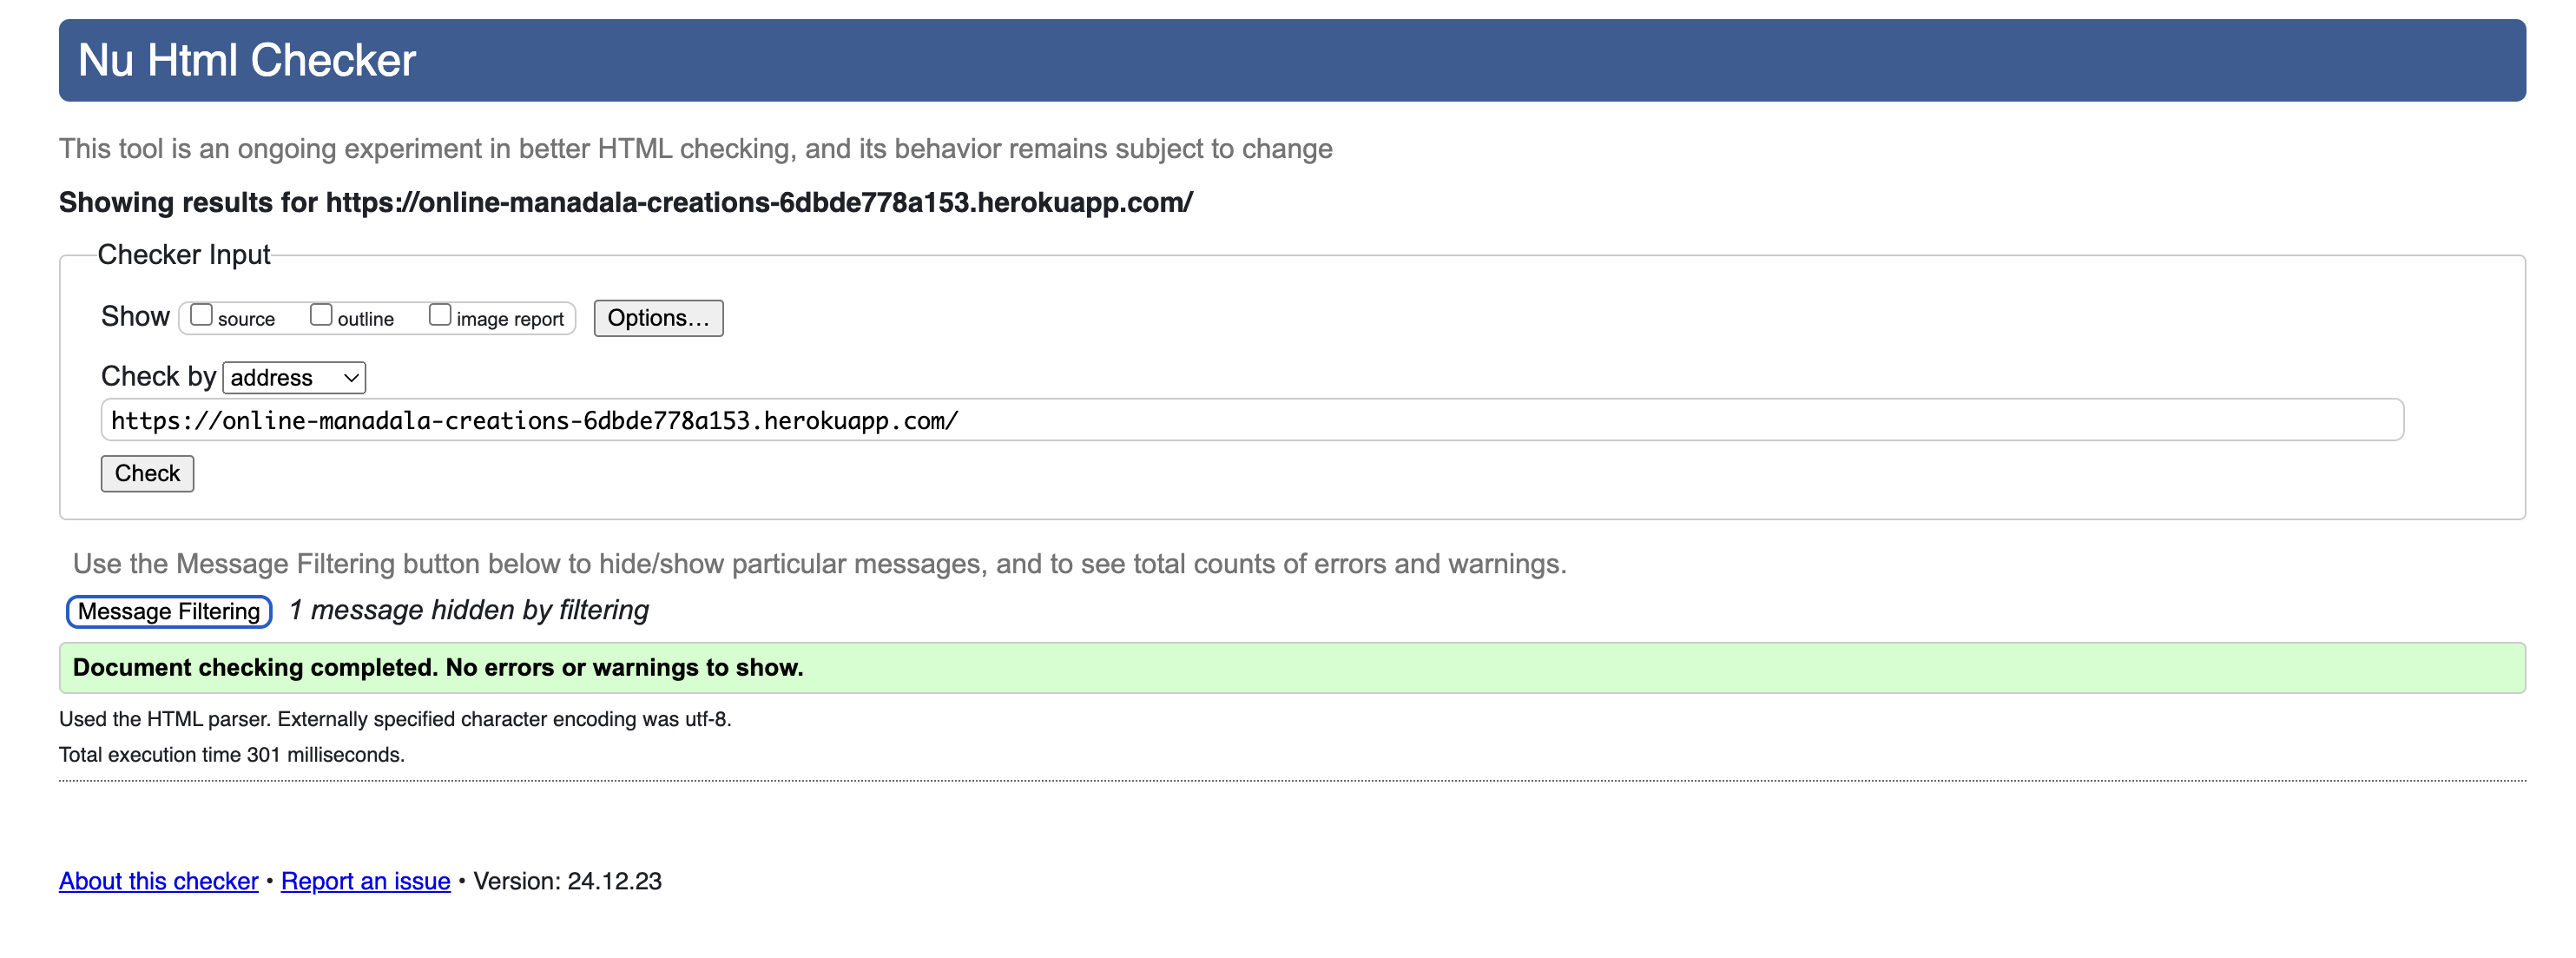 Nu Html Checker
This tool is an ongoing experiment in better HTML checking, and its behavior remains subject to change
Showing results for https://online-manadala-creations-6dbde778a153.herokuapp.com/
Checker Input
Show source outline image report Options...
Check by address
https://online-manadala-creations-6dbde778a153.herokuapp.com/
Check
Use the Message Filtering button below to hide/show particular messages, and to see total counts of errors and warnings.
Message Filtering 1 message hidden by filtering
Document checking completed. No errors or warnings to show.
Used the HTML parser. Externally specified character encoding was utf-8.
Total execution time 301 milliseconds.
About this checker • Report an issue • Version: 24.12.23